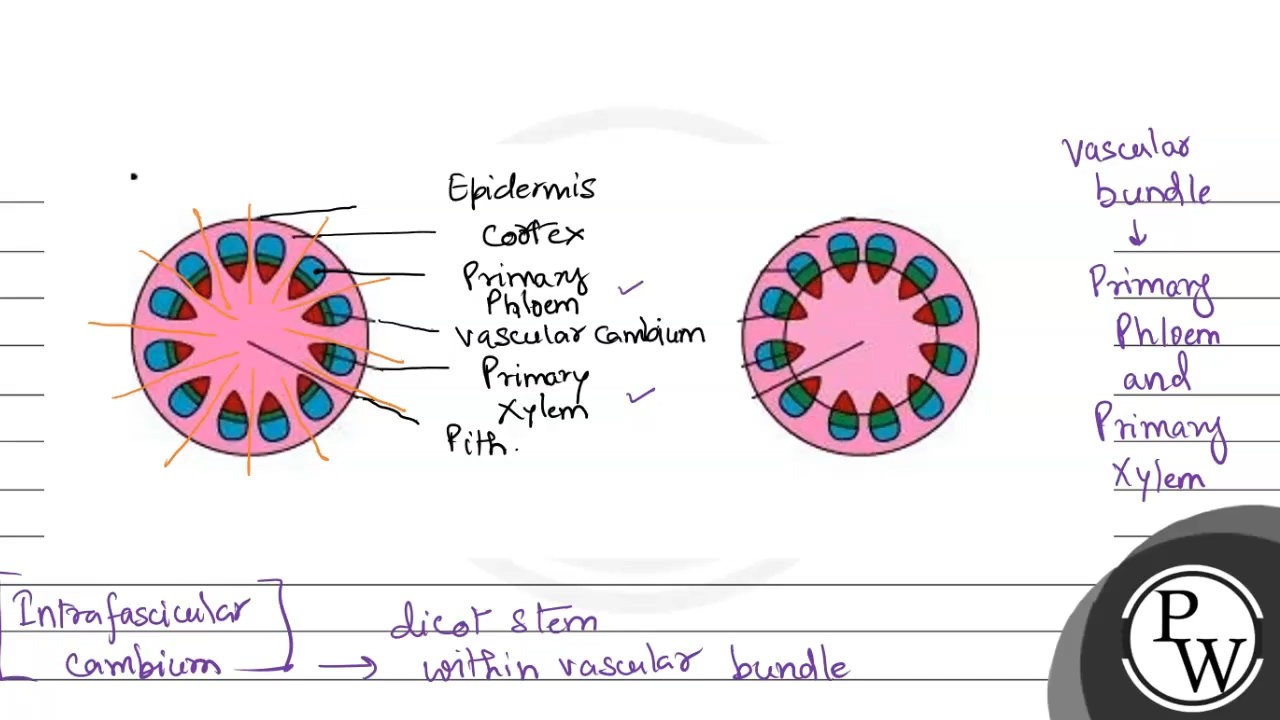 Epidermis
Cortex
Primary
Phloem
vascular cambium
Primary
Xylem
Pith.
Vascular
bundle
↓
Primary
Phloem
and
Primary
Xylem
Intrafascicular
cambium
dicot stem
→ within vascular bundle
P
W